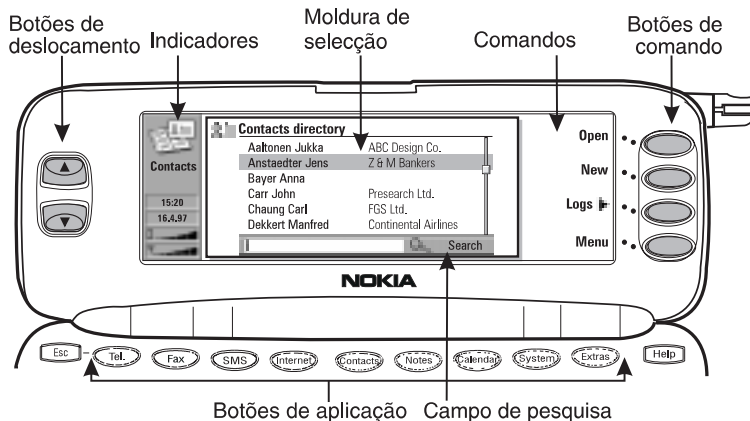 Botões de
deslocamento
Indicadores
Moldura de
selecção
Comandos
Botões de
comando
Contacts
15:20
16.4.97
Contacts directory
Aaltonen Jukka ABC Design Co.
Anstaedter Jens Z & M Bankers
Bayer Anna
Carr John Presearch Ltd.
Chaung Carl FGS Ltd.
Dekkert Manfred Continental Airlines
Search
Open
New
Logs
Menu
NOKIA
Esc Tel. Fax SMS Internet Contacts Notes Calendar System Extras Help
Botões de aplicação Campo de pesquisa